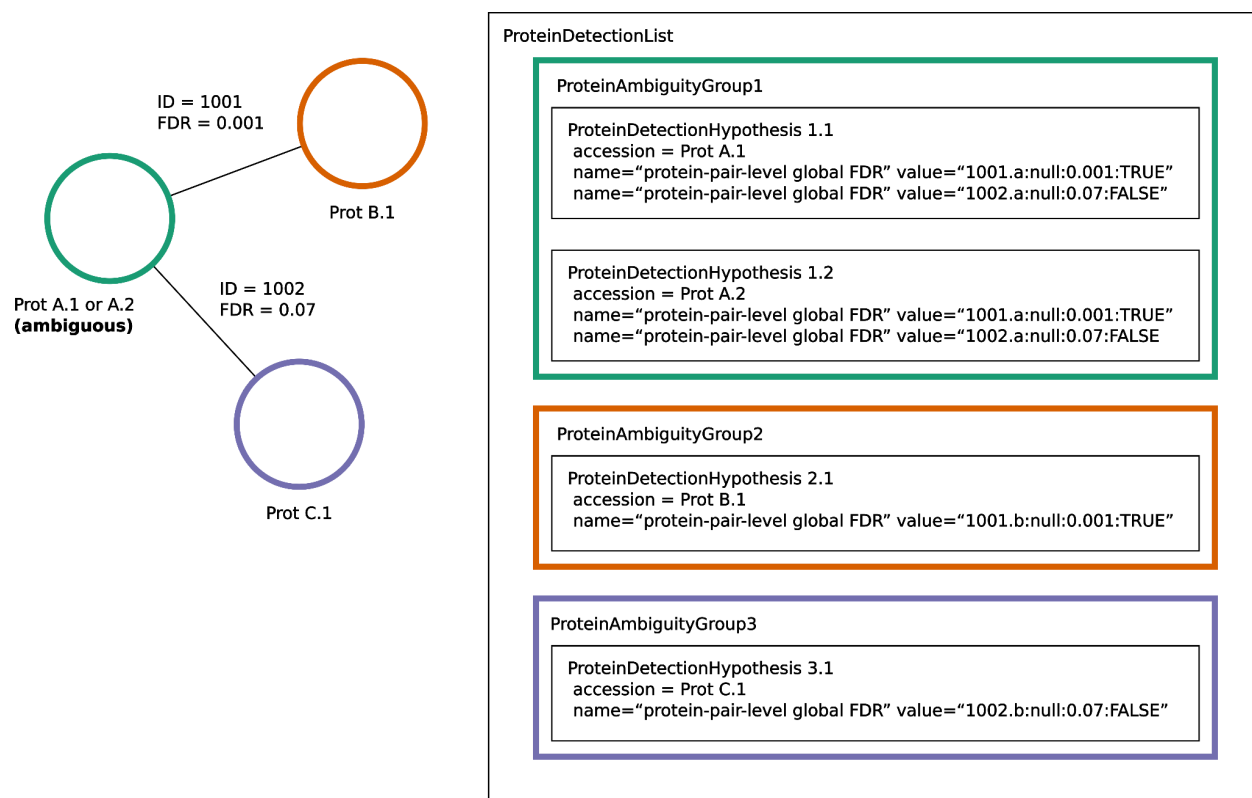 ID = 1001
FDR = 0.001
Prot B.1
Prot A.1 or A.2
(ambiguous)
ID = 1002
FDR = 0.07
Prot C.1
ProteinDetectionList
ProteinAmbiguityGroup1
ProteinDetectionHypothesis 1.1
accession = Prot A.1
name=“protein-pair-level global FDR” value=“1001.a:null:0.001:TRUE”
name=“protein-pair-level global FDR” value=“1002.a:null:0.07:FALSE”
ProteinDetectionHypothesis 1.2
accession = Prot A.2
name=“protein-pair-level global FDR” value=“1001.a:null:0.001:TRUE”
name=“protein-pair-level global FDR” value=“1002.a:null:0.07:FALSE
ProteinAmbiguityGroup2
ProteinDetectionHypothesis 2.1
accession = Prot B.1
name=“protein-pair-level global FDR” value=“1001.b:null:0.001:TRUE”
ProteinAmbiguityGroup3
ProteinDetectionHypothesis 3.1
accession = Prot C.1
name=“protein-pair-level global FDR” value=“1002.b:null:0.07:FALSE”